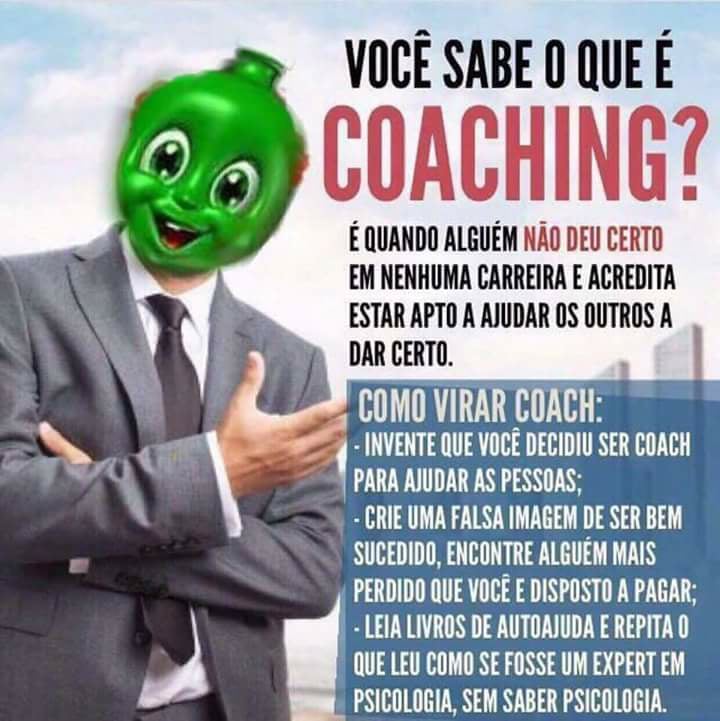 VOCÊ SABE O QUE É
COACHING?
É QUANDO ALGUÉM NÃO DEU CERTO
EM NENHUMA CARREIRA E ACREDITA
ESTAR APTO A AJUDAR OS OUTROS A
DAR CERTO.
COMO VIRAR COACH:
- INVENTE QUE VOCÊ DECIDIU SER COACH
PARA AJUDAR AS PESSOAS;
- CRIE UMA FALSA IMAGEM DE SER BEM
SUCEDIDO, ENCONTRE ALGUÉM MAIS
PERDIDO QUE VOCÊ E DISPOSTO A PAGAR;
- LEIA LIVROS DE AUTOAJUDA E REPITA O
QUE LEU COMO SE FOSSE UM EXPERT EM
PSICOLOGIA, SEM SABER PSICOLOGIA.